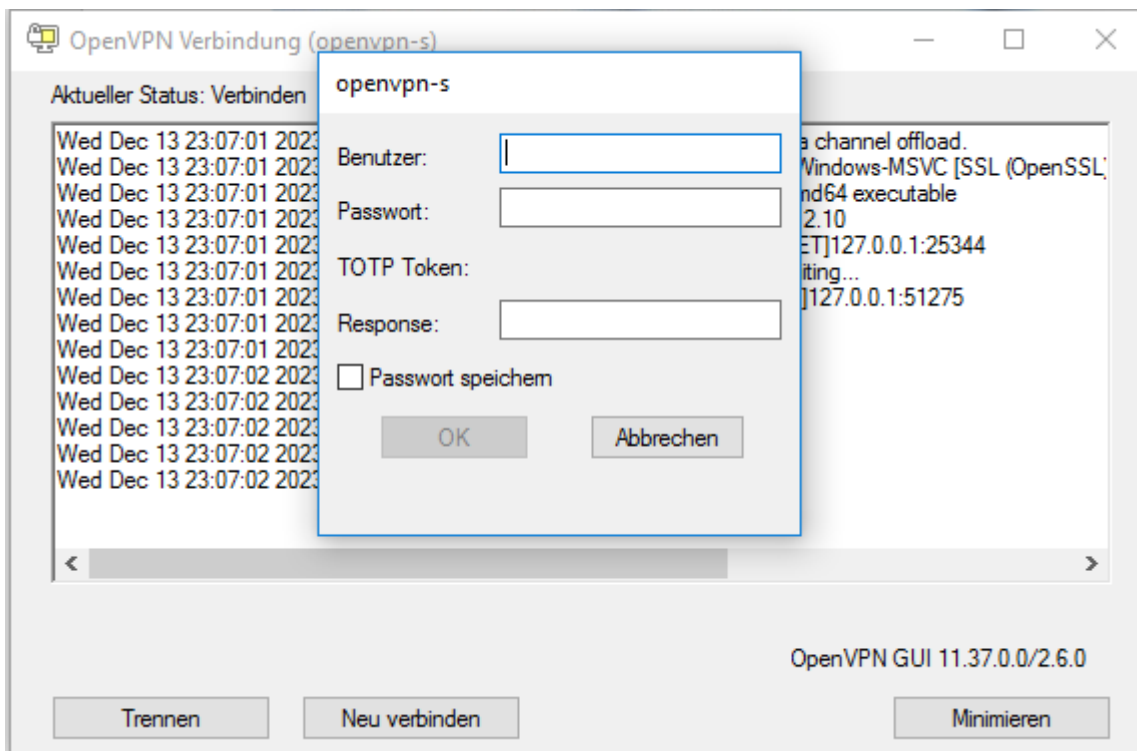 OpenVPN Verbindung (openvpn-s)
openvpn-s
Aktueller Status: Verbinden
Benutzer:
Passwort:
TOTP Token:
Response:
Passwort speichern
OK
Abbrechen
Wed Dec 13 23:07:01 2023 a channel offload.
Wed Dec 13 23:07:01 2023 Windows-MSVC [SSL (OpenSSL)
Wed Dec 13 23:07:01 2023 md64 executable
Wed Dec 13 23:07:01 2023 2.10
Wed Dec 13 23:07:01 2023 ET]127.0.0.1:25344
Wed Dec 13 23:07:01 2023 iting...
Wed Dec 13 23:07:01 2023 ]127.0.0.1:51275
Wed Dec 13 23:07:01 2023
Wed Dec 13 23:07:01 2023
Wed Dec 13 23:07:02 2023
Wed Dec 13 23:07:02 2023
Wed Dec 13 23:07:02 2023
Wed Dec 13 23:07:02 2023
Wed Dec 13 23:07:02 2023
OpenVPN GUI 11.37.0.0/2.6.0
Trennen
Neu verbinden
Minimieren